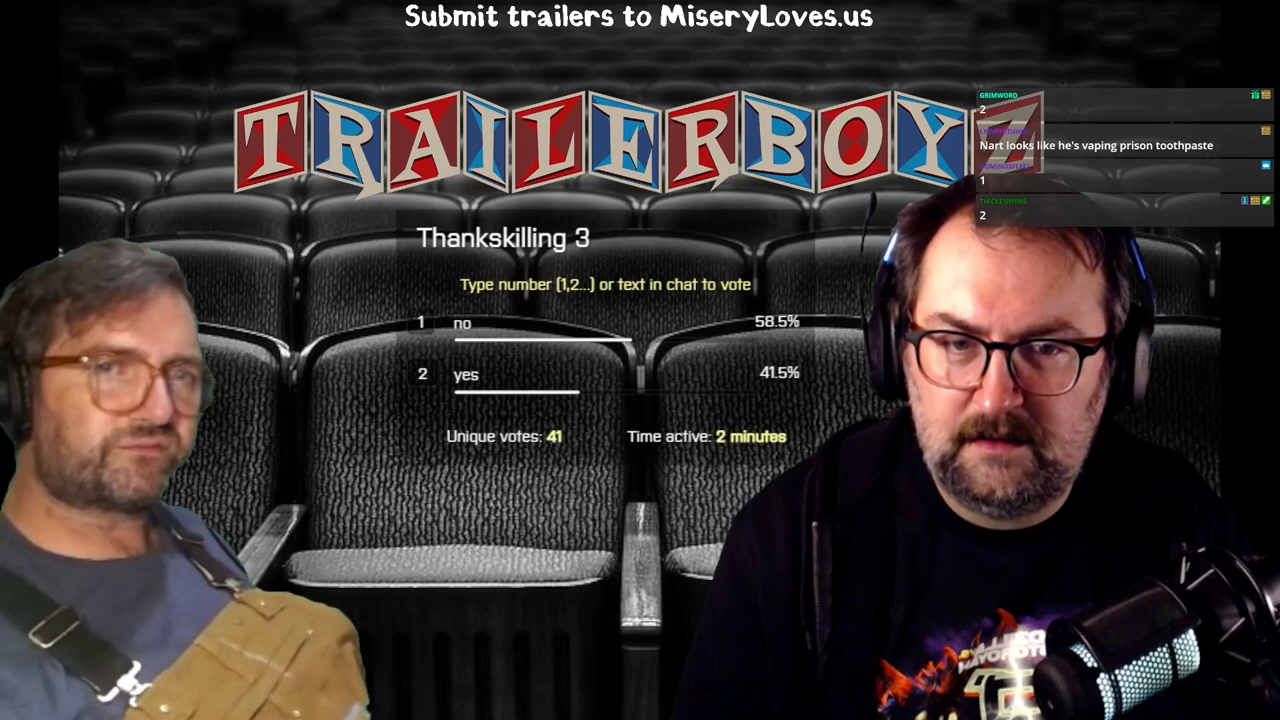 Submit trailers to MiseryLoves.us
TRAILERBOYZ
GRIMWORD
2
Nart looks like he's vaping prison toothpaste
1
THICKENWING
2
Thankskilling 3
Type number (1,2...) or text in chat to vote
1 no 58.5%
2 yes 41.5%
Unique votes: 41 Time active: 2 minutes